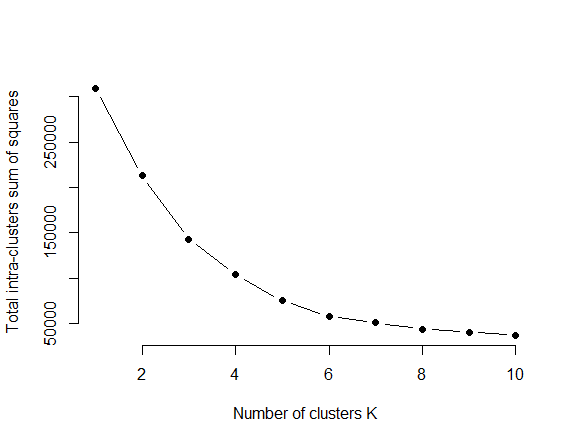 Total intra-clusters sum of squares
250000
150000
50000
2 4 6 8 10
Number of clusters K